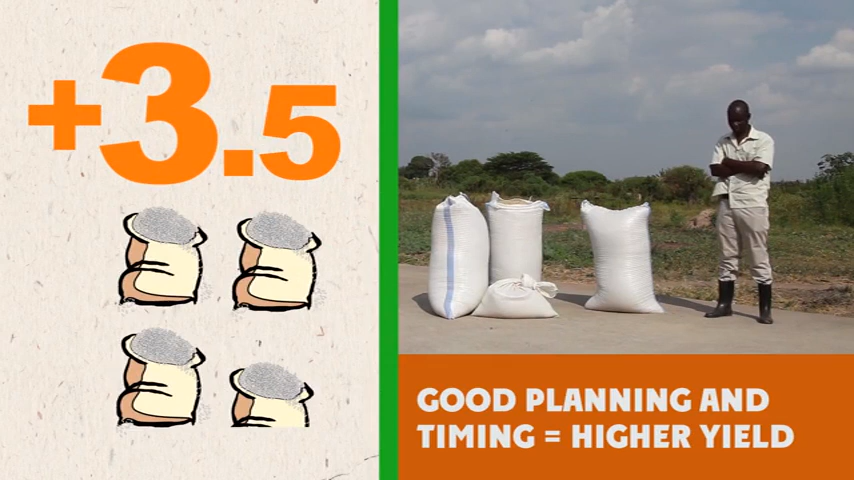 +3.5
GOOD PLANNING AND
TIMING = HIGHER YIELD